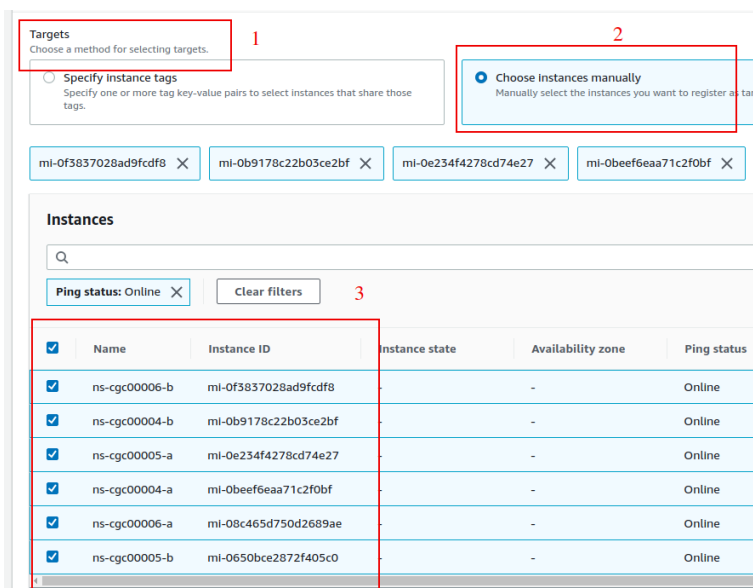 Targets
1
2
Choose a method for selecting targets.
Specify instance tags
Specify one or more tag key-value pairs to select instances that share those
tags.
Choose instances manually
Manually select the instances you want to register as tar
mi-0f3837028ad9fcdf8
mi-0b9178c22b03ce2bf
mi-0e234f4278cd74e27
mi-0beef6eaa71c2f0bf
Instances
Ping status: Online
Clear filters
3
Name Instance ID Instance state Availability zone Ping status
ns-cgc00006-b mi-0f3837028ad9fcdf8 - - Online
ns-cgc00004-b mi-0b9178c22b03ce2bf - - Online
ns-cgc00005-a mi-0e234f4278cd74e27 - - Online
ns-cgc00004-a mi-0beef6eaa71c2f0bf - - Online
ns-cgc00006-a mi-08c465d750d2689ae - - Online
ns-cgc00005-b mi-0650bce2872f405c0 - - Online